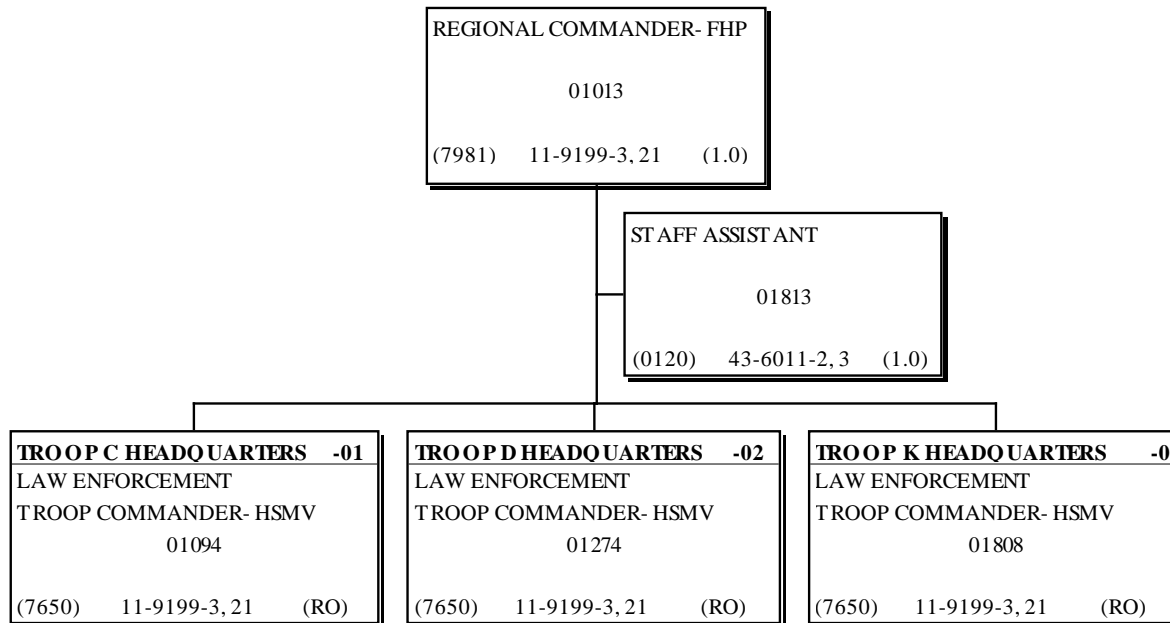 REGIONAL COMMANDER- FHP
01013
(7981) 11-9199-3, 21 (1.0)
STAFF ASSISTANT
01813
(0120) 43-6011-2, 3 (1.0)
TROOP C HEADQUARTERS -01
LAW ENFORCEMENT
TROOP COMMANDER- HSMV
01094
(7650) 11-9199-3, 21 (RO)
TROOP D HEADQUARTERS -02
LAW ENFORCEMENT
TROOP COMMANDER- HSMV
01274
(7650) 11-9199-3, 21 (RO)
TROOP K HEADQUARTERS -0
LAW ENFORCEMENT
TROOP COMMANDER- HSMV
01808
(7650) 11-9199-3, 21 (RO)